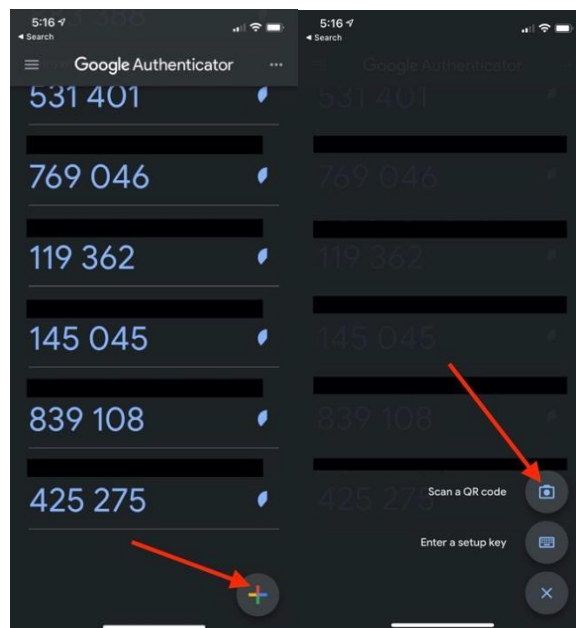 5:16
Search
Google Authenticator
531 401
769 046
119 362
145 045
839 108
425 275
5:16
Search
Google Authenticator
531 401
769 046
119 362
145 045
839 108
425 275
Scan a QR code
Enter a setup key